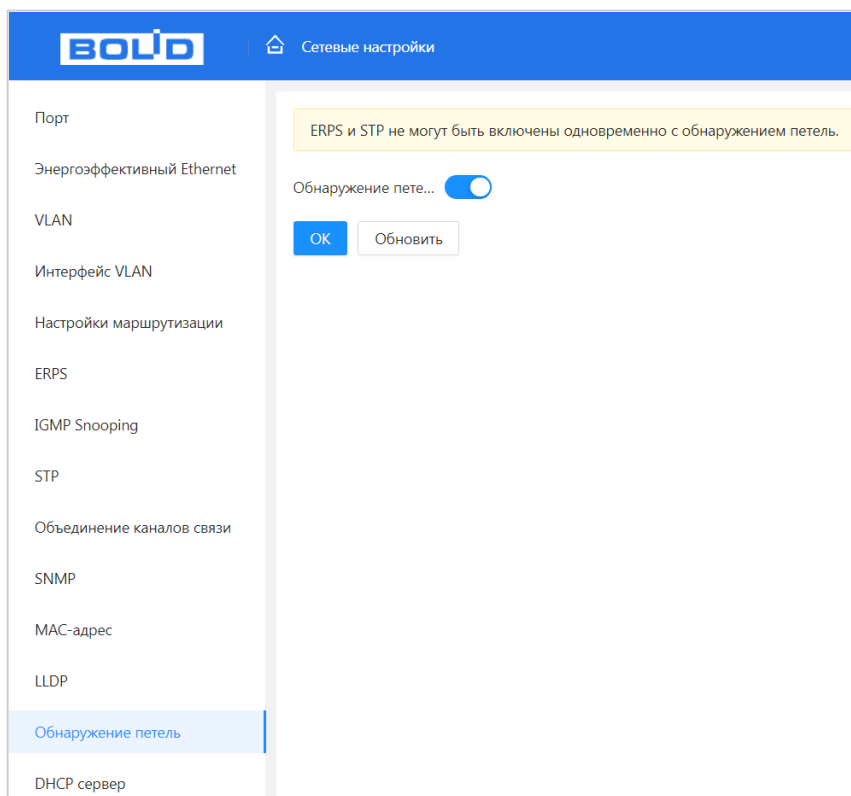 BOLID
Сетевые настройки
Порт
Энергоэффективный Ethernet
VLAN
Интерфейс VLAN
Настройки маршрутизации
ERPS
IGMP Snooping
STP
Объединение каналов связи
SNMP
MAC-адрес
LLDP
Обнаружение петель
DHCP сервер
ERPS и STP не могут быть включены одновременно с обнаружением петель.
Обнаружение пете...
ОК
Обновить